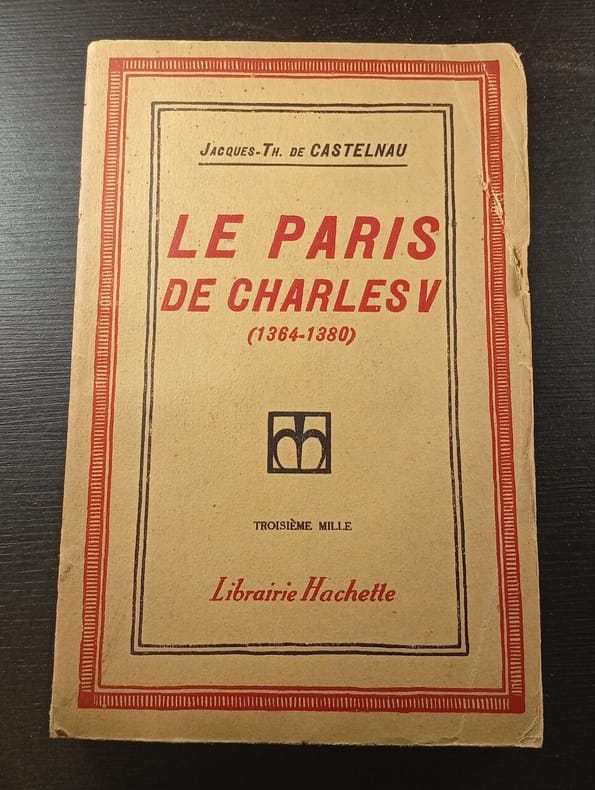 Jacques-Th. de CASTELNAU
LE PARIS
DE CHARLES V
(1364-1380)
TROISIÈME MILLE
Librairie Hachette